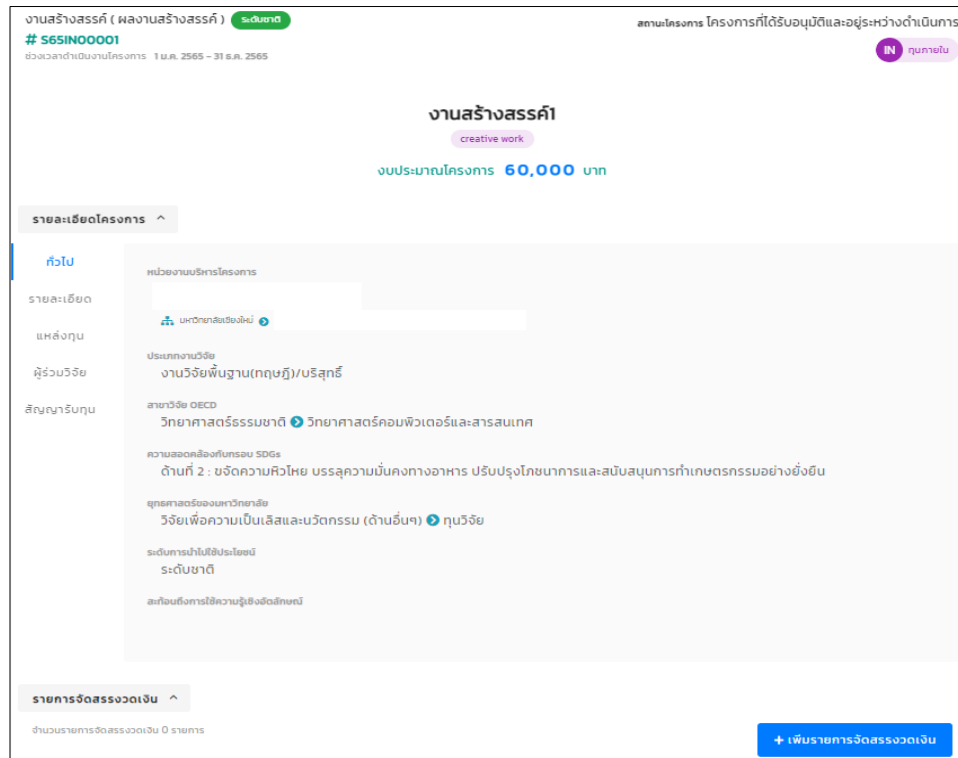 งานสร้างสรรค์ ( ผลงานสร้างสรรค์ ) ระดับชาติ
สถานะโครงการ โครงการที่ได้รับอนุมัติและอยู่ระหว่างดำเนินการ
# S65IN00001
ช่วงเวลาดำเนินงานโครงการ 1 ม.ค. 2565 - 31 ธ.ค. 2565
IN ทุนภายใน
งานสร้างสรรค์1
creative work
งบประมาณโครงการ 60,000 บาท
รายละเอียดโครงการ
ทั่วไป
รายละเอียด
แหล่งทุน
ผู้ร่วมวิจัย
สัญญารับทุน
หน่วยงานบริหารโครงการ
มหาวิทยาลัยเชียงใหม่
ประเภทงานวิจัย
งานวิจัยพื้นฐาน(ทฤษฎี)/บริสุทธิ์
สาขาวิจัย OECD
วิทยาศาสตร์ธรรมชาติ วิทยาศาสตร์คอมพิวเตอร์และสารสนเทศ
ความสอดคล้องกับกรอบ SDGs
ด้านที่ 2 : ขจัดความหิวโหย บรรลุความมั่นคงทางอาหาร ปรับปรุงโภชนาการและสนับสนุนการทำเกษตรกรรมอย่างยั่งยืน
ยุทธศาสตร์ของมหาวิทยาลัย
วิจัยเพื่อความเป็นเลิศและนวัตกรรม (ด้านอื่นๆ) ทุนวิจัย
ระดับการนำไปใช้ประโยชน์
ระดับชาติ
สะท้อนถึงการใช้ความรู้เชิงอัตลักษณ์
รายการจัดสรรงวดเงิน
จำนวนรายการจัดสรรงวดเงิน 0 รายการ
+ เพิ่มรายการจัดสรรงวดเงิน